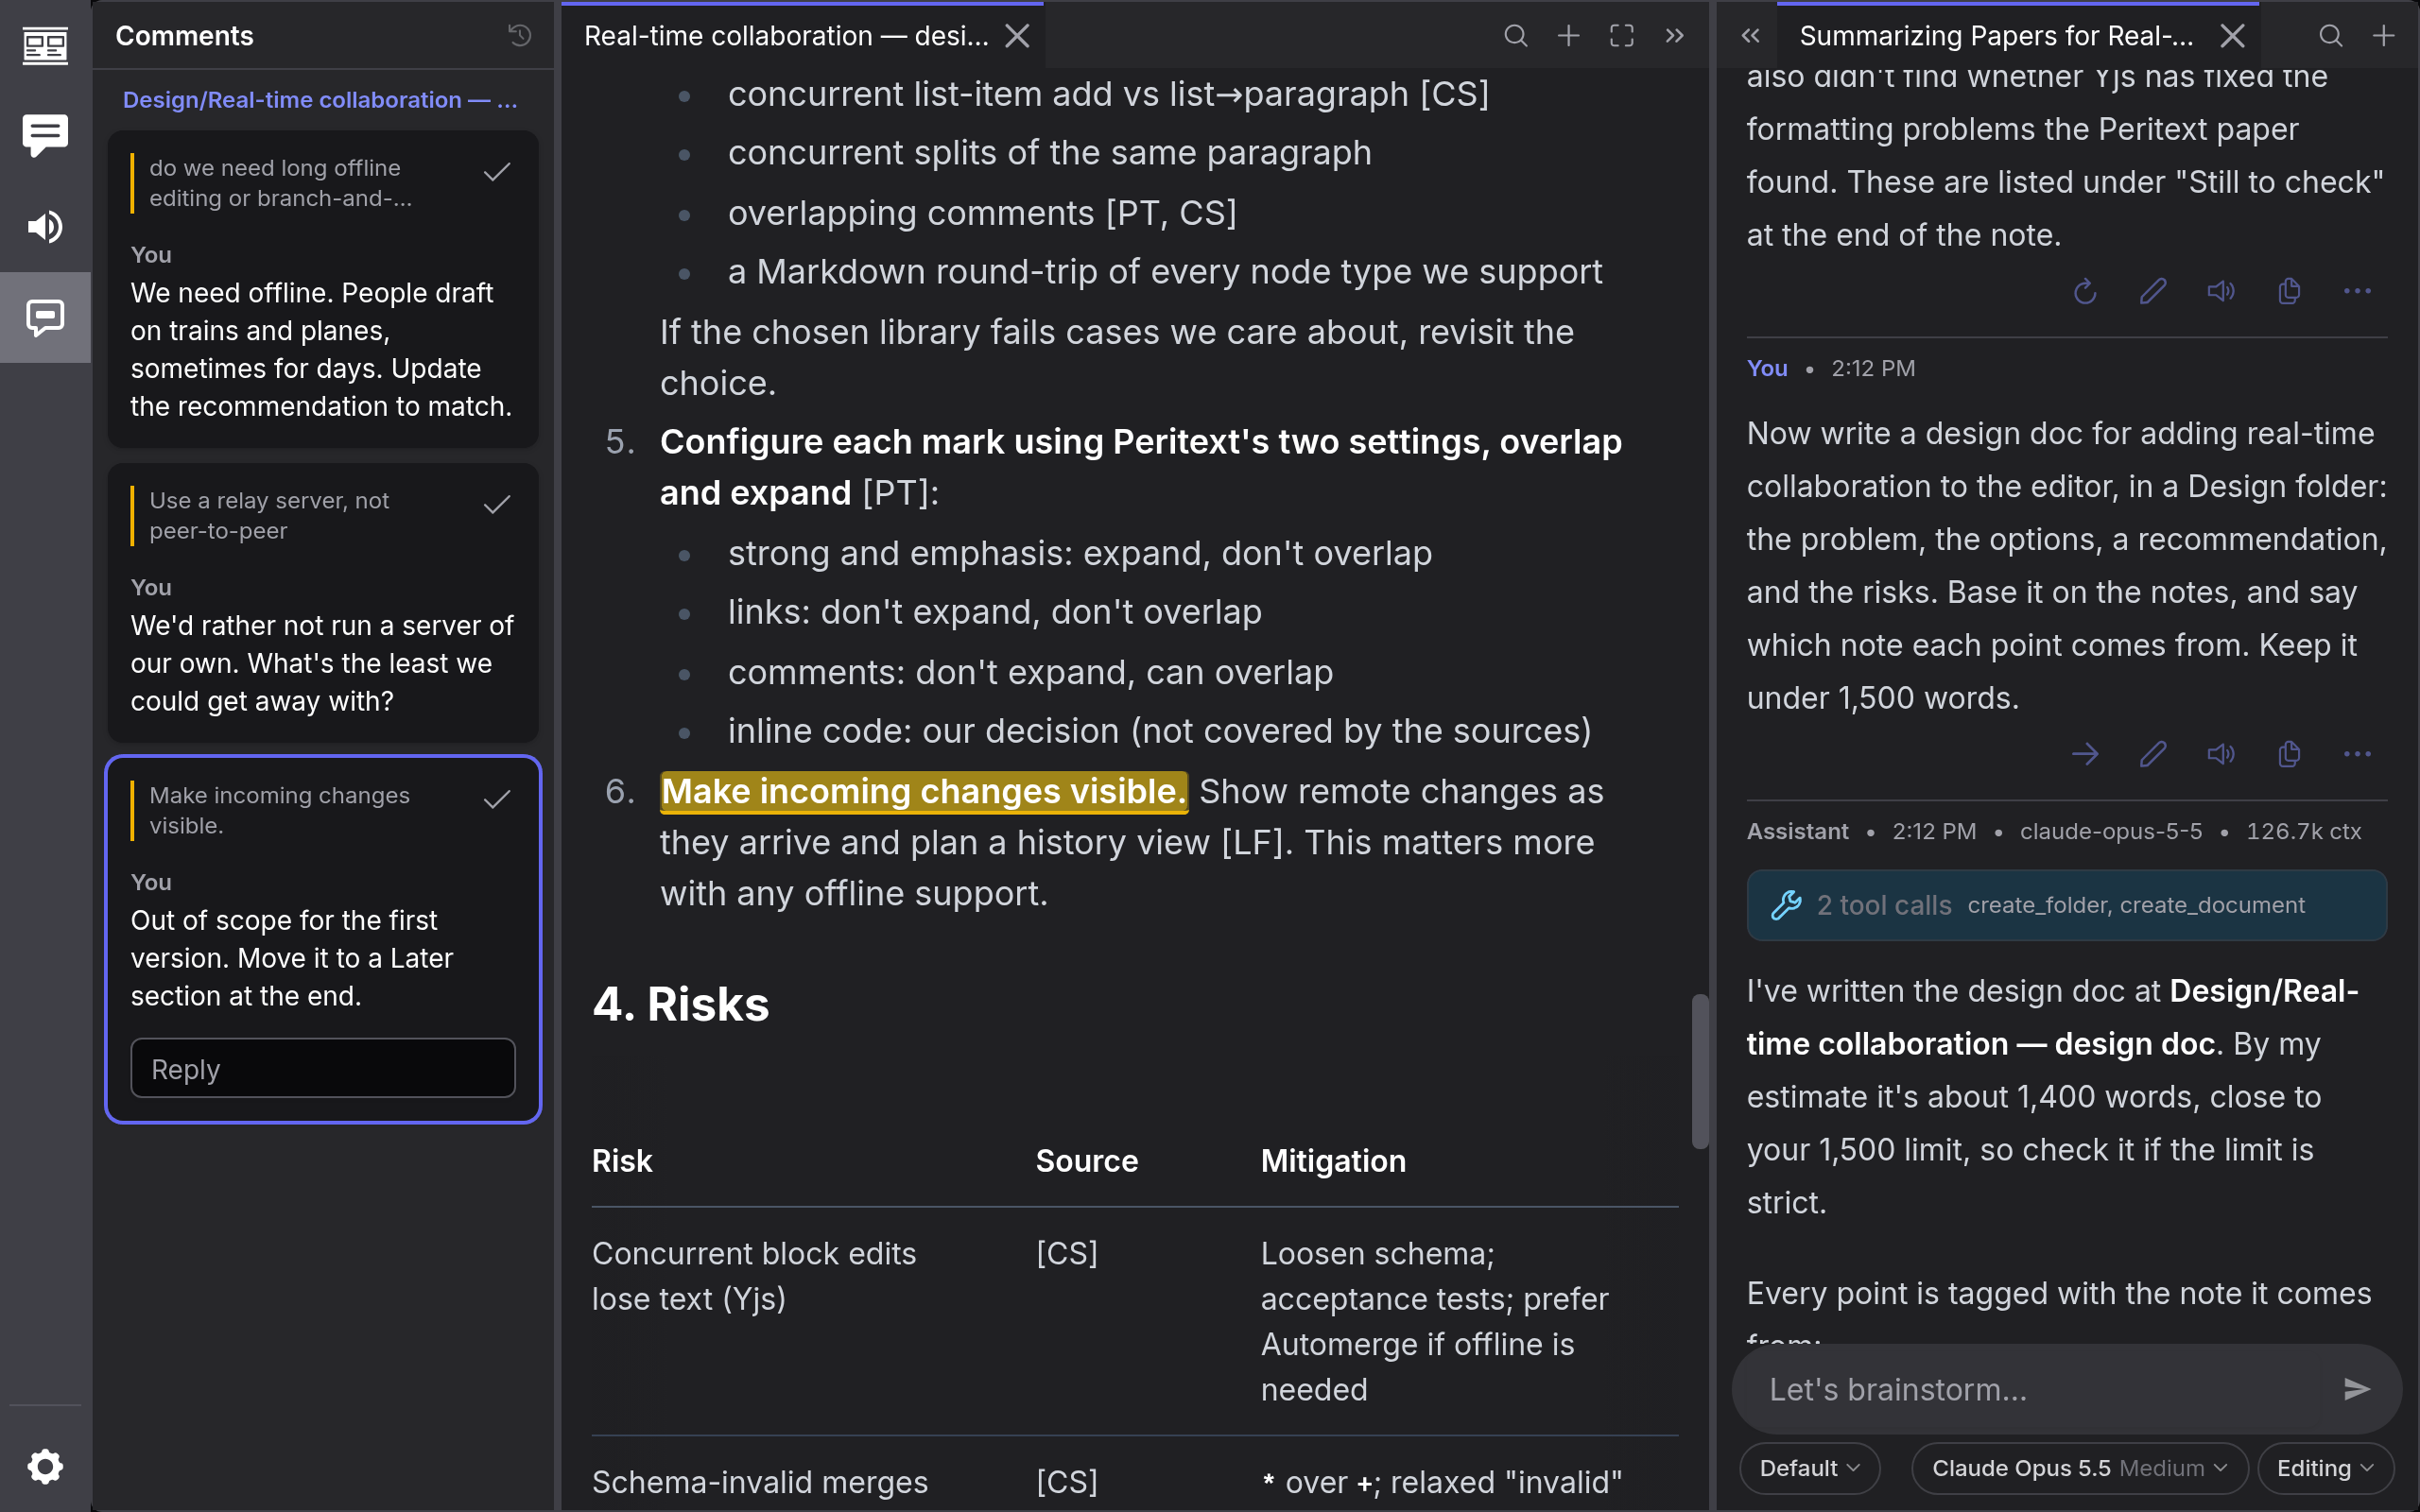 Comments
Design/Real-time collaboration — ...
do we need long offline
editing or branch-and-...
You
We need offline. People draft
on trains and planes,
sometimes for days. Update
the recommendation to match.
Use a relay server, not
peer-to-peer
You
We'd rather not run a server of
our own. What's the least we
could get away with?
Make incoming changes
visible.
You
Out of scope for the first
version. Move it to a Later
section at the end.
Reply
Real-time collaboration — desi...
• concurrent list-item add vs list→paragraph [CS]
• concurrent splits of the same paragraph
• overlapping comments [PT, CS]
• a Markdown round-trip of every node type we support
If the chosen library fails cases we care about, revisit the
choice.
5. Configure each mark using Peritext's two settings, overlap
and expand [PT]:
• strong and emphasis: expand, don't overlap
• links: don't expand, don't overlap
• comments: don't expand, can overlap
• inline code: our decision (not covered by the sources)
6. Make incoming changes visible. Show remote changes as
they arrive and plan a history view [LF]. This matters more
with any offline support.
4. Risks
Risk Source Mitigation
Concurrent block edits [CS] Loosen schema;
lose text (Yjs) acceptance tests; prefer
Automerge if offline is
needed
Schema-invalid merges [CS] * over +; relaxed "invalid"
Summarizing Papers for Real-...
also didn't find whether Yjs has fixed the
formatting problems the Peritext paper
found. These are listed under "Still to check"
at the end of the note.
You • 2:12 PM
Now write a design doc for adding real-time
collaboration to the editor, in a Design folder:
the problem, the options, a recommendation,
and the risks. Base it on the notes, and say
which note each point comes from. Keep it
under 1,500 words.
Assistant • 2:12 PM • claude-opus-5-5 • 126.7k ctx
2 tool calls create_folder, create_document
I've written the design doc at Design/Real-
time collaboration — design doc. By my
estimate it's about 1,400 words, close to
your 1,500 limit, so check it if the limit is
strict.
Every point is tagged with the note it comes
from:
Let's brainstorm...
Default Claude Opus 5.5 Medium Editing